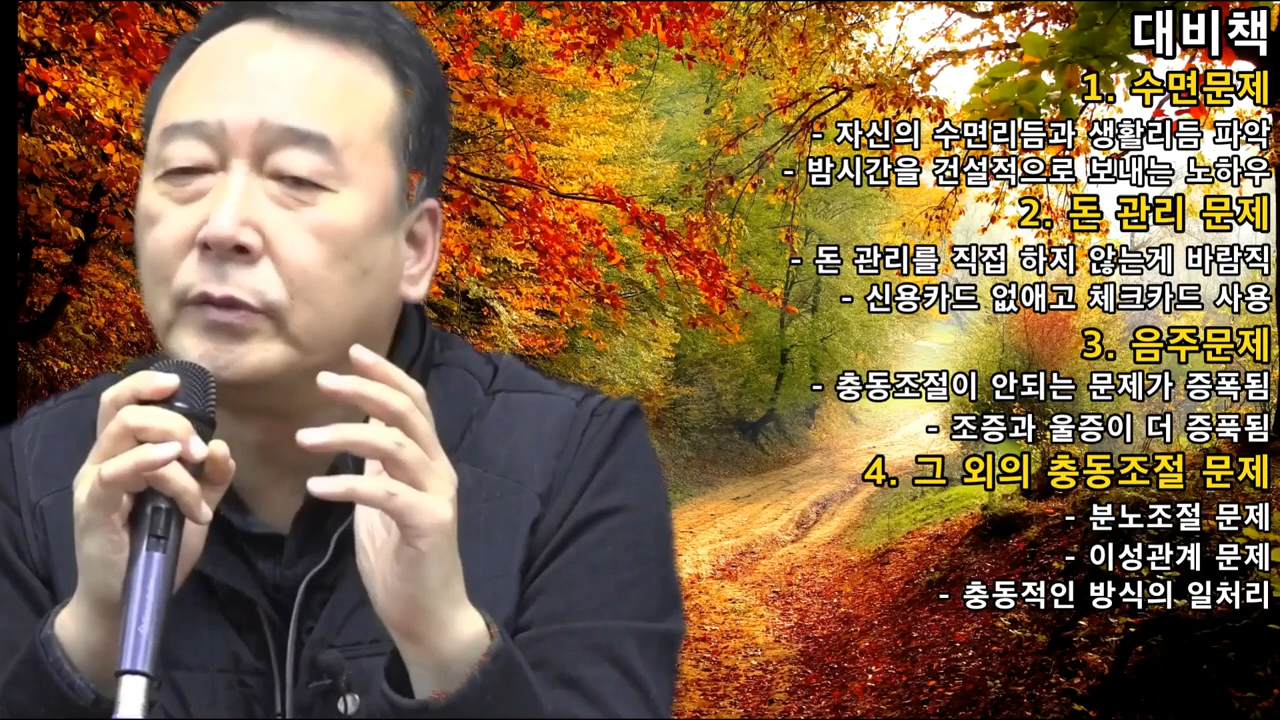 대비책
1. 수면문제
- 자신의 수면리듬과 생활리듬 파악
- 밤시간을 건설적으로 보내는 노하우
2. 돈 관리 문제
- 돈 관리를 직접 하지 않는게 바람직
- 신용카드 없애고 체크카드 사용
3. 음주문제
- 충동조절이 안되는 문제가 증폭됨
- 조증과 울증이 더 증푹됨
4. 그 외의 충동조절 문제
- 분노조절 문제
- 이성관계 문제
- 충동적인 방식의 일처리